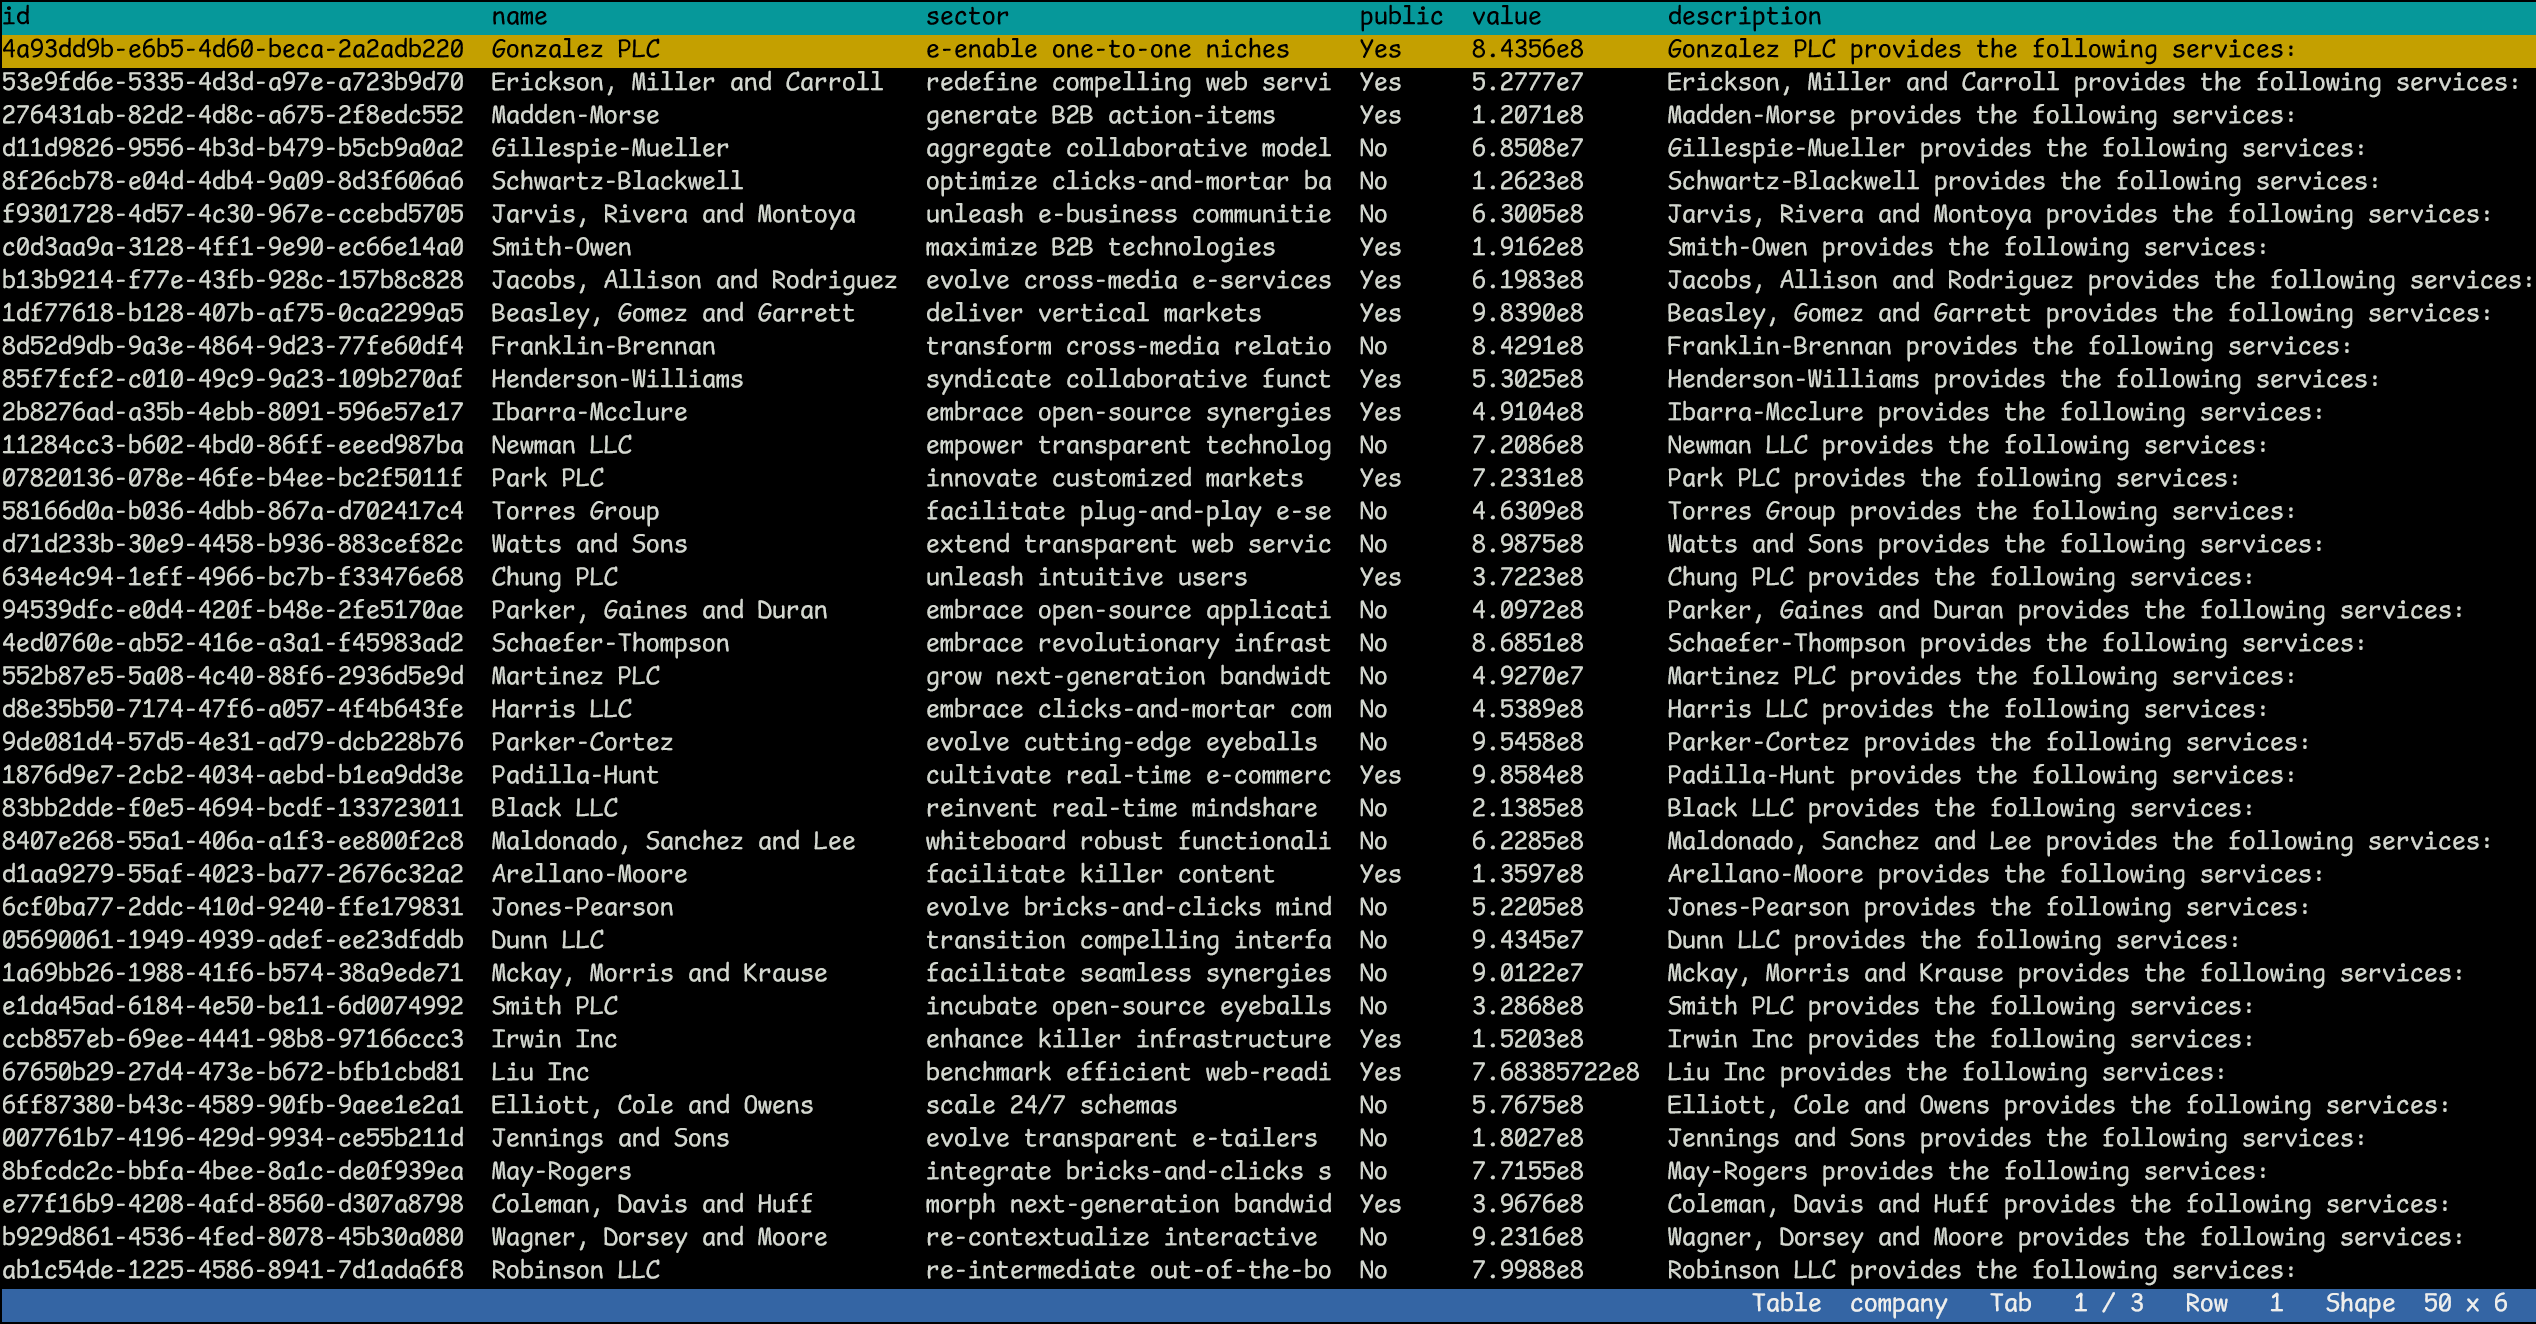 id name sector public value description
4a93dd9b-e6b5-4d60-beca-2a2adb220 Gonzalez PLC e-enable one-to-one niches Yes 8.4356e8 Gonzalez PLC provides the following services:
53e9fd6e-5335-4d3d-a97e-a723b9d70 Erickson, Miller and Carroll redefine compelling web servi Yes 5.2777e7 Erickson, Miller and Carroll provides the following services:
276431ab-82d2-4d8c-a675-2f8edc552 Madden-Morse generate B2B action-items Yes 1.2071e8 Madden-Morse provides the following services:
d11d9826-9556-4b3d-b479-b5cb9a0a2 Gillespie-Mueller aggregate collaborative model No 6.8508e7 Gillespie-Mueller provides the following services:
8f26cb78-e04d-4db4-9a09-8d3f606a6 Schwartz-Blackwell optimize clicks-and-mortar ba No 1.2623e8 Schwartz-Blackwell provides the following services:
f9301728-4d57-4c30-967e-ccebd5705 Jarvis, Rivera and Montoya unleash e-business communitie No 6.3005e8 Jarvis, Rivera and Montoya provides the following services:
c0d3aa9a-3128-4ff1-9e90-ec66e14a0 Smith-Owen maximize B2B technologies Yes 1.9162e8 Smith-Owen provides the following services:
b13b9214-f77e-43fb-928c-157b8c828 Jacobs, Allison and Rodriguez evolve cross-media e-services Yes 6.1983e8 Jacobs, Allison and Rodriguez provides the following services:
1df77618-b128-407b-af75-0ca2299a5 Beasley, Gomez and Garrett deliver vertical markets Yes 9.8390e8 Beasley, Gomez and Garrett provides the following services:
8d52d9db-9a3e-4864-9d23-77fe60df4 Franklin-Brennan transform cross-media relatio No 8.4291e8 Franklin-Brennan provides the following services:
85f7fcf2-c010-49c9-9a23-109b270af Henderson-Williams syndicate collaborative funct Yes 5.3025e8 Henderson-Williams provides the following services:
2b8276ad-a35b-4ebb-8091-596e57e17 Ibarra-Mcclure embrace open-source synergies Yes 4.9104e8 Ibarra-Mcclure provides the following services:
11284cc3-b602-4bd0-86ff-eeed987ba Newman LLC empower transparent technolog No 7.2086e8 Newman LLC provides the following services:
07820136-078e-46fe-b4ee-bc2f5011f Park PLC innovate customized markets Yes 7.2331e8 Park PLC provides the following services:
58166d0a-b036-4dbb-867a-d702417c4 Torres Group facilitate plug-and-play e-se No 4.6309e8 Torres Group provides the following services:
d71d233b-30e9-4458-b936-883cef82c Watts and Sons extend transparent web servic No 8.9875e8 Watts and Sons provides the following services:
634e4c94-1eff-4966-bc7b-f33476e68 Chung PLC unleash intuitive users Yes 3.7223e8 Chung PLC provides the following services:
94539dfc-e0d4-420f-b48e-2fe5170ae Parker, Gaines and Duran embrace open-source applicati No 4.0972e8 Parker, Gaines and Duran provides the following services:
4ed0760e-ab52-416e-a3a1-f45983ad2 Schaefer-Thompson embrace revolutionary infrast No 8.6851e8 Schaefer-Thompson provides the following services:
552b87e5-5a08-4c40-88f6-2936d5e9d Martinez PLC grow next-generation bandwidt No 4.9270e7 Martinez PLC provides the following services:
d8e35b50-7174-47f6-a057-4f4b643fe Harris LLC embrace clicks-and-mortar com No 4.5389e8 Harris LLC provides the following services:
9de081d4-57d5-4e31-ad79-dcb228b76 Parker-Cortez evolve cutting-edge eyeballs No 9.5458e8 Parker-Cortez provides the following services:
1876d9e7-2cb2-4034-aebd-b1ea9dd3e Padilla-Hunt cultivate real-time e-commerc Yes 9.8584e8 Padilla-Hunt provides the following services:
83bb2dde-f0e5-4694-bcdf-133723011 Black LLC reinvent real-time mindshare No 2.1385e8 Black LLC provides the following services:
8407e268-55a1-406a-a1f3-ee800f2c8 Maldonado, Sanchez and Lee whiteboard robust functionali No 6.2285e8 Maldonado, Sanchez and Lee provides the following services:
d1aa9279-55af-4023-ba77-2676c32a2 Arellano-Moore facilitate killer content Yes 1.3597e8 Arellano-Moore provides the following services:
6cf0ba77-2ddc-410d-9240-ffe179831 Jones-Pearson evolve bricks-and-clicks mind No 5.2205e8 Jones-Pearson provides the following services:
05690061-1949-4939-adef-ee23dfddb Dunn LLC transition compelling interfa No 9.4345e7 Dunn LLC provides the following services:
1a69bb26-1988-41f6-b574-38a9ede71 Mckay, Morris and Krause facilitate seamless synergies No 9.0122e7 Mckay, Morris and Krause provides the following services:
e1da45ad-6184-4e50-be11-6d0074992 Smith PLC incubate open-source eyeballs No 3.2868e8 Smith PLC provides the following services:
ccb857eb-69ee-4441-98b8-97166ccc3 Irwin Inc enhance killer infrastructure Yes 1.5203e8 Irwin Inc provides the following services:
67650b29-27d4-473e-b672-bfb1cbd81 Liu Inc benchmark efficient web-readi Yes 7.68385722e8 Liu Inc provides the following services:
6ff87380-b43c-4589-90fb-9aee1e2a1 Elliott, Cole and Owens scale 24/7 schemas No 5.7675e8 Elliott, Cole and Owens provides the following services:
007761b7-4196-429d-9934-ce55b211d Jennings and Sons evolve transparent e-tailers No 1.8027e8 Jennings and Sons provides the following services:
8bfcdc2c-bbfa-4bee-8a1c-de0f939ea May-Rogers integrate bricks-and-clicks s No 7.7155e8 May-Rogers provides the following services:
e77f16b9-4208-4afd-8560-d307a8798 Coleman, Davis and Huff morph next-generation bandwid Yes 3.9676e8 Coleman, Davis and Huff provides the following services:
b929d861-4536-4fed-8078-45b30a080 Wagner, Dorsey and Moore re-contextualize interactive No 9.2316e8 Wagner, Dorsey and Moore provides the following services:
ab1c54de-1225-4586-8941-7d1ada6f8 Robinson LLC re-intermediate out-of-the-bo No 7.9988e8 Robinson LLC provides the following services:
Table company Tab 1 / 3 Row 1 Shape 50 x 6